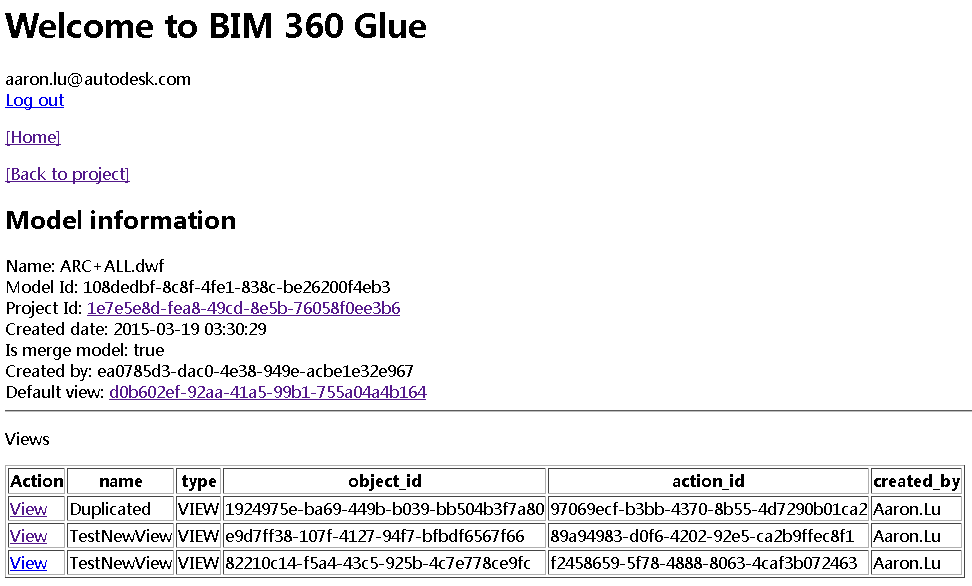 Welcome to BIM 360 Glue
aaron.lu@autodesk.com
Log out
[Home]
[Back to project]
Model information
Name: ARC+ALL.dwf
Model Id: 108dedbf-8c8f-4fe1-838c-be26200f4eb3
Project Id: 1e7e5e8d-fea8-49cd-8e5b-76058f0ee3b6
Created date: 2015-03-19 03:30:29
Is merge model: true
Created by: ea0785d3-dac0-4e38-949e-acbe1e32e967
Default view: d0b602ef-92aa-41a5-99b1-755a04a4b164
Views
Action name type object_id action_id created_by
View Duplicated VIEW 1924975e-ba69-449b-b039-bb504b3f7a80 97069ecf-b3bb-4370-8b55-4d7290b01ca2 Aaron.Lu
View TestNewView VIEW e9d7ff38-107f-4127-94f7-bfbdf6567f66 89a94983-d0f6-4202-92e5-ca2b9ffec8f1 Aaron.Lu
View TestNewView VIEW 82210c14-f5a4-43c5-925b-4c7e778ce9fc f2458659-5f78-4888-8063-4caf3b072463 Aaron.Lu